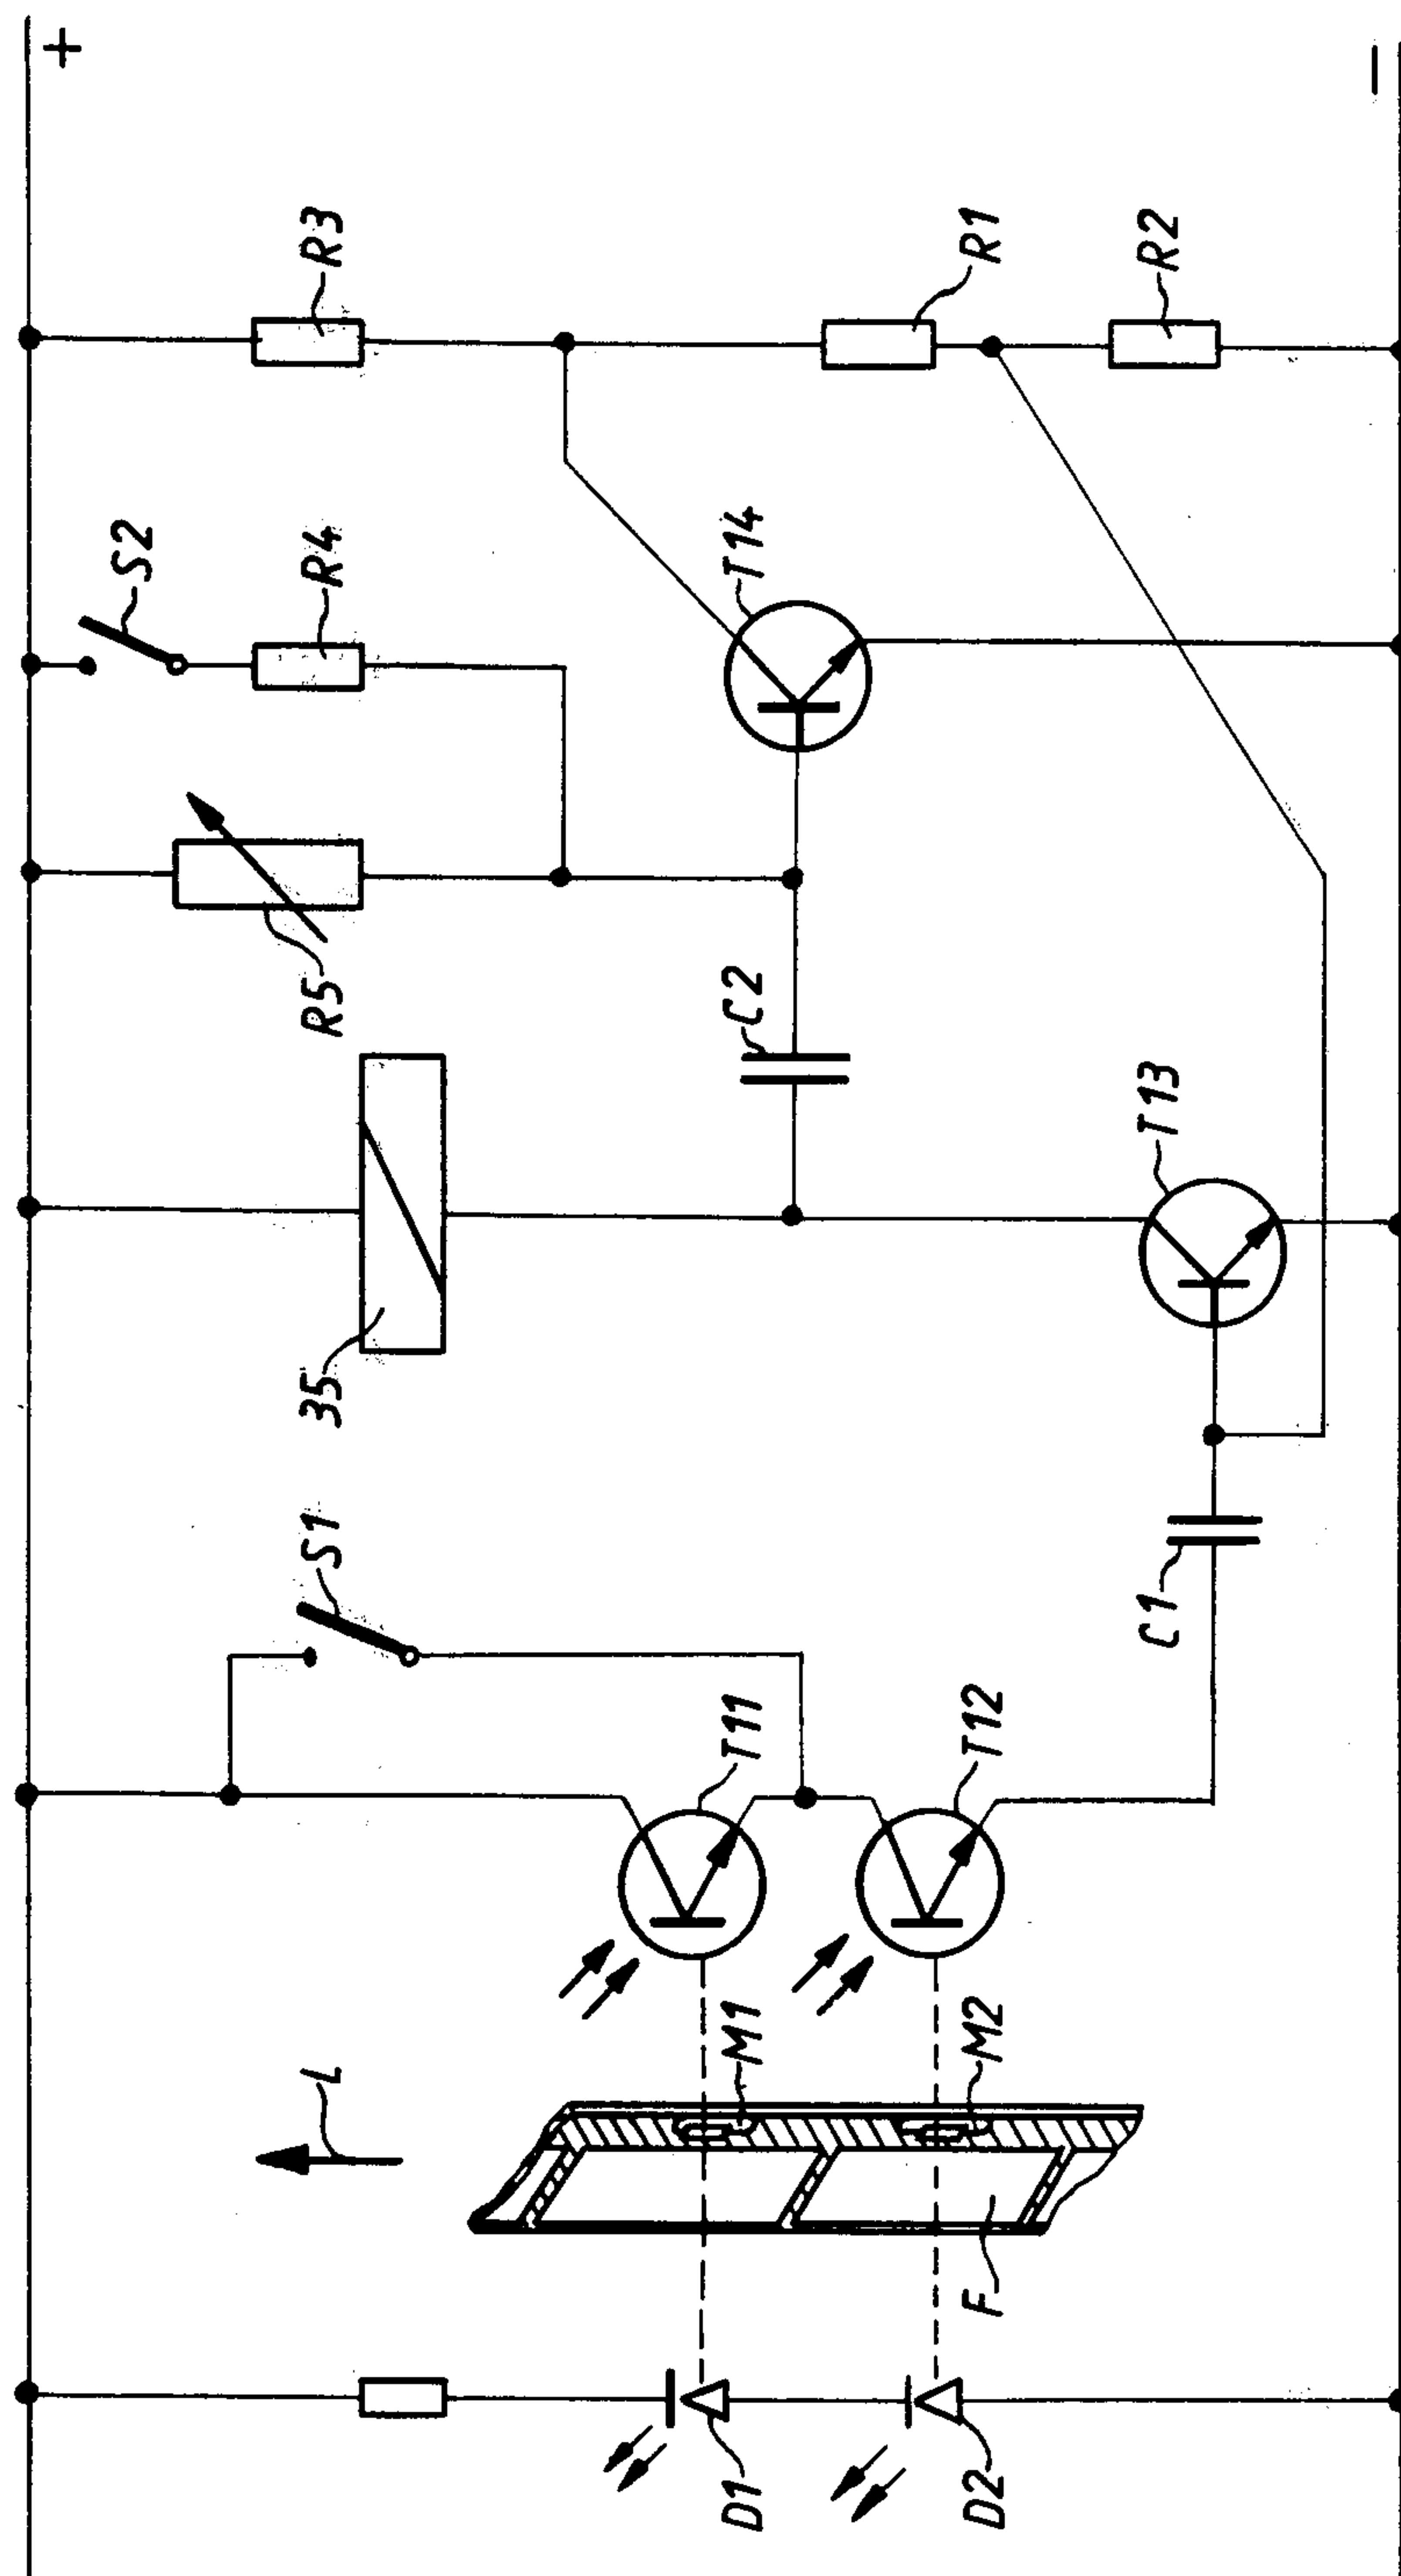 +
−
R3
R1
R2
S2
R4
T14
R5
C2
T13
35
S1
C1
T11
T12
L
M1
M2
F
D1
D2